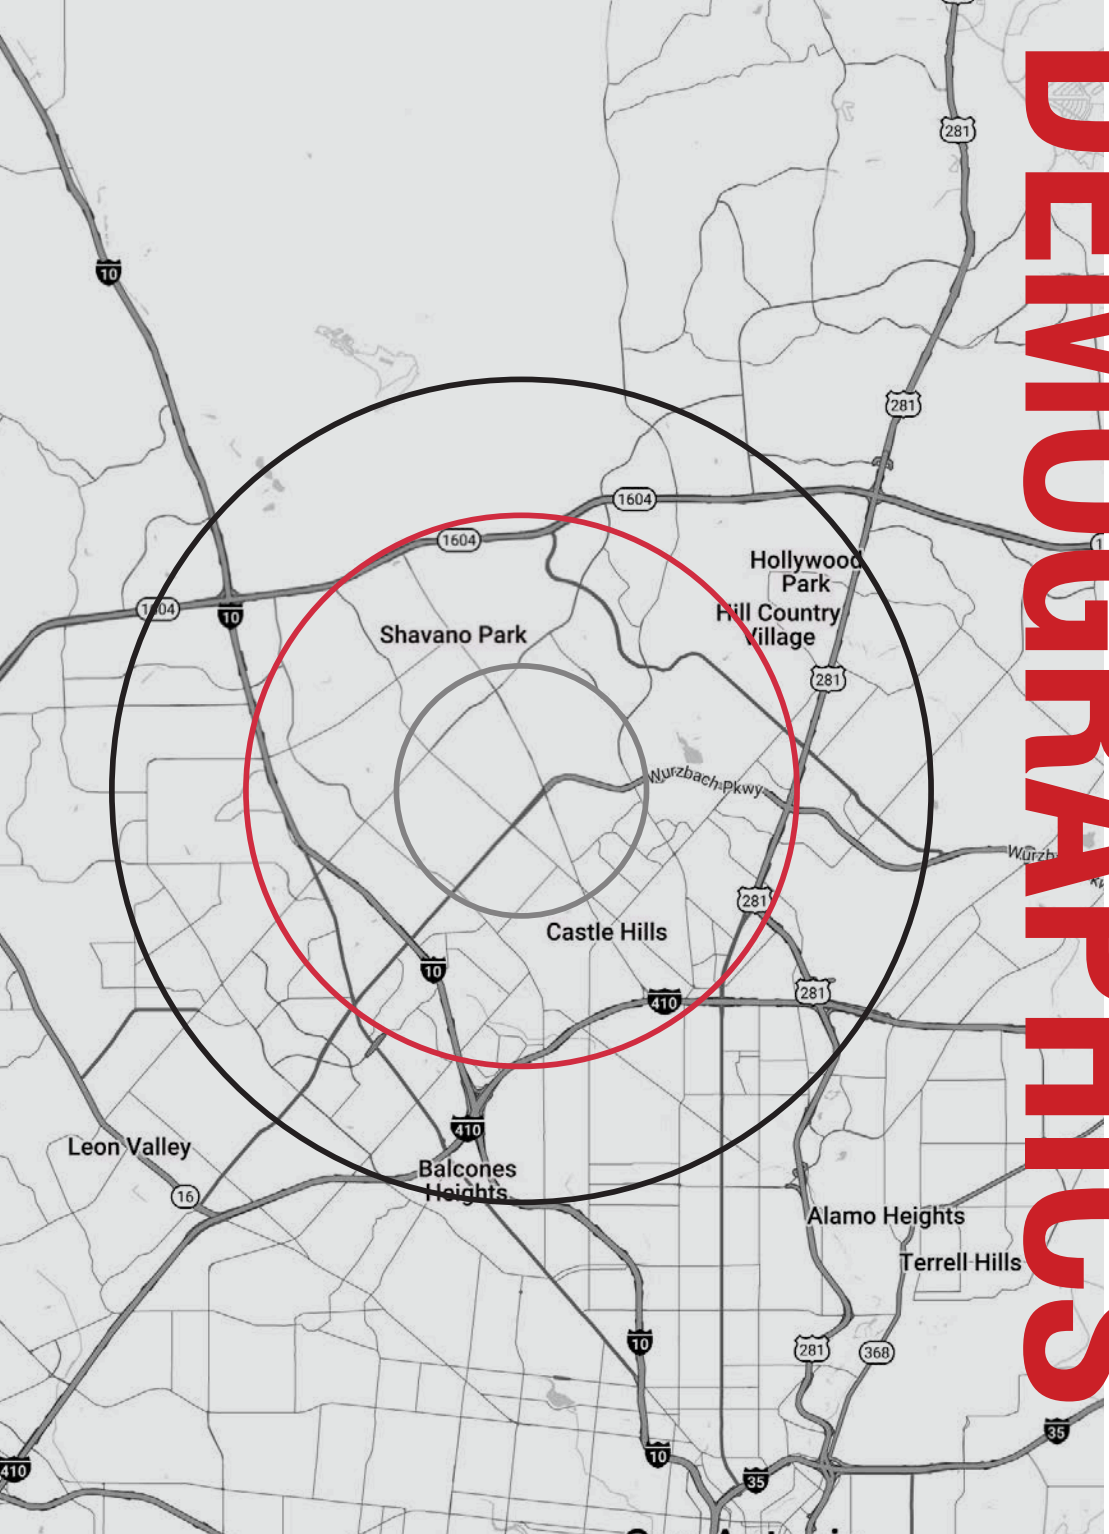 DEMOGRAPHICS
281
10
281
1604
1604
Hollywood
Park
1604
10
Hill Country
Village
Shavano Park
281
Wurzbach Pkwy
281
Castle Hills
10
281
410
410
Leon Valley
Balcones
Heights
16
Alamo Heights
Terrell Hills
10
281
368
35
10
410
35